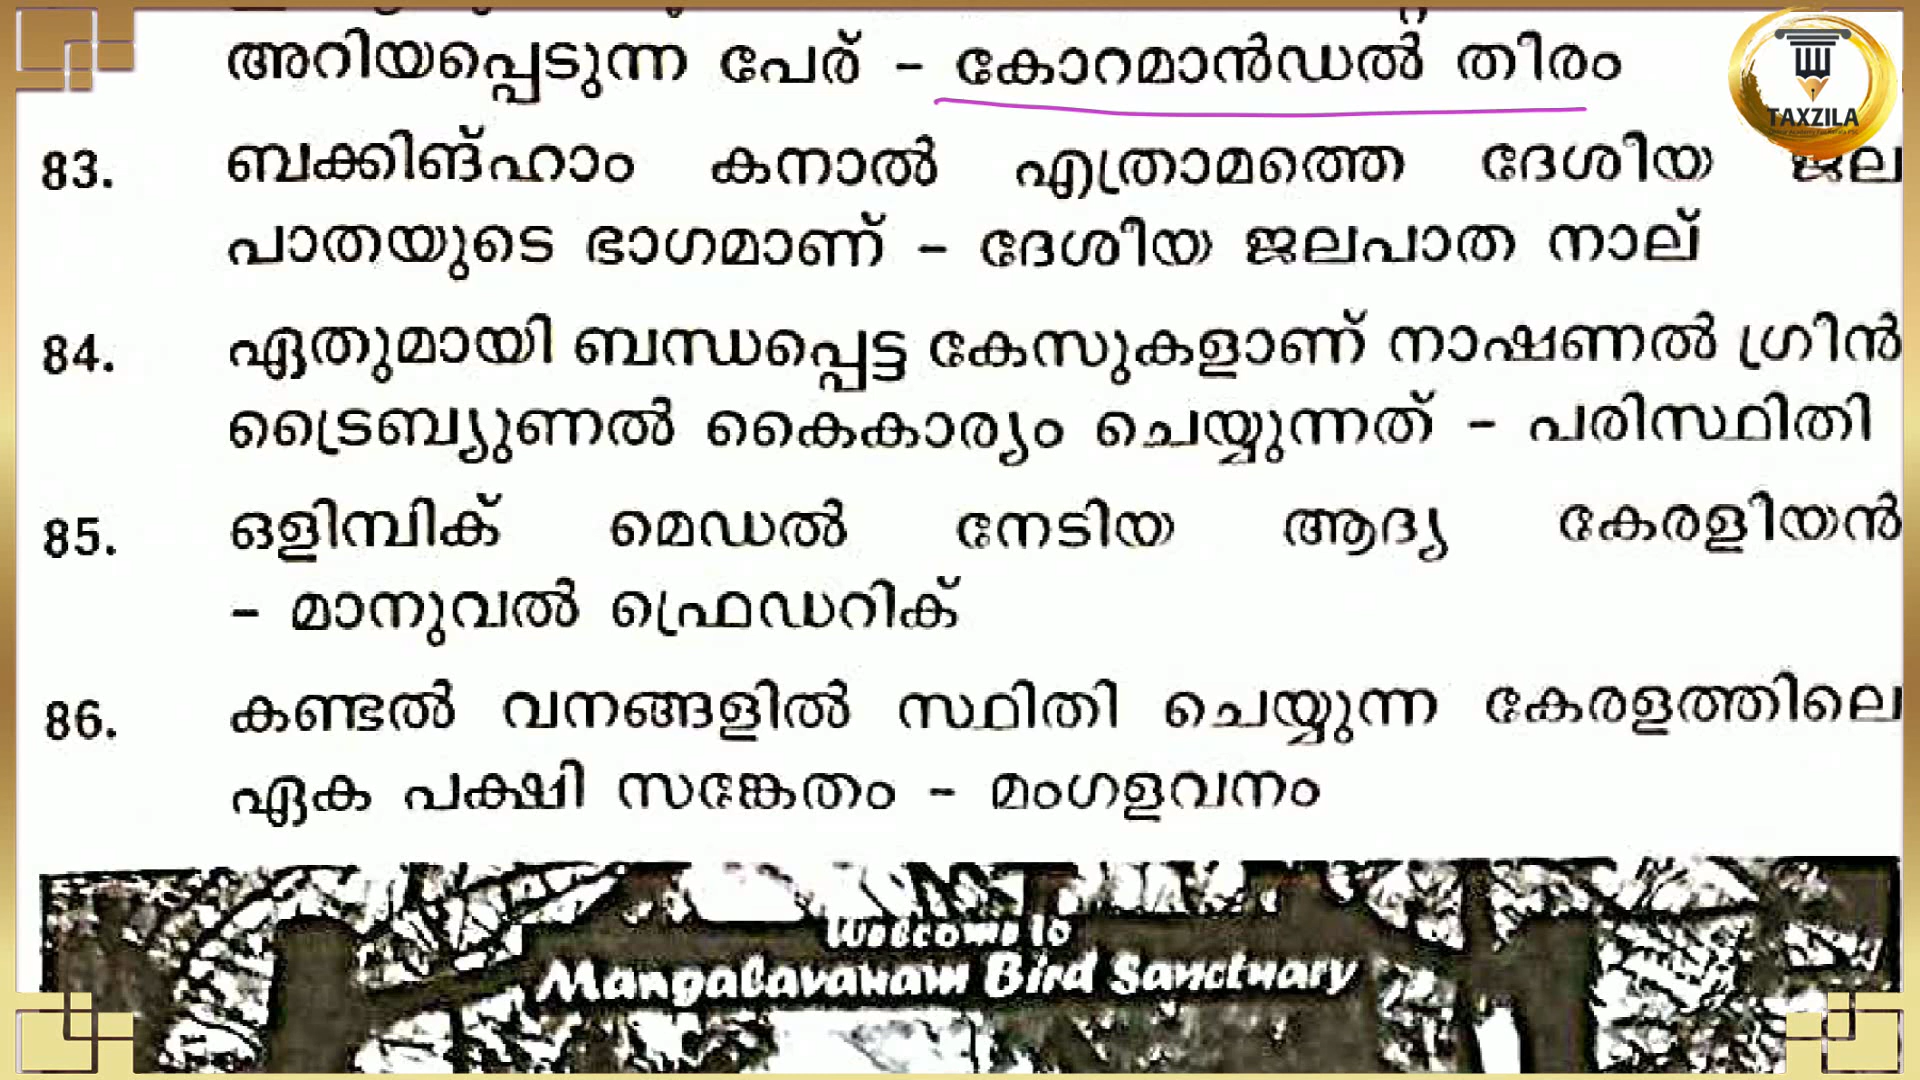 അറിയപ്പെടുന്ന പേര് - കോറമാൻഡൽ തീരം
TAXZILA
83. ബക്കിങ്ഹാം കനാൽ എത്രാമത്തെ ദേശീയ ജല
പാതയുടെ ഭാഗമാണ് - ദേശീയ ജലപാത നാല്
84. ഏതുമായി ബന്ധപ്പെട്ട കേസുകളാണ് നാഷണൽ ഗ്രീൻ
ട്രൈബ്യുണൽ കൈകാര്യം ചെയ്യുന്നത് - പരിസ്ഥിതി
85. ഒളിമ്പിക് മെഡൽ നേടിയ ആദ്യ കേരളീയൻ
- മാനുവൽ ഫ്രെഡറിക്
86. കണ്ടൽ വനങ്ങളിൽ സ്ഥിതി ചെയ്യുന്ന കേരളത്തിലെ
ഏക പക്ഷി സങ്കേതം - മംഗളവനം
Welcome to
Mangalavanam Bird Sanctuary